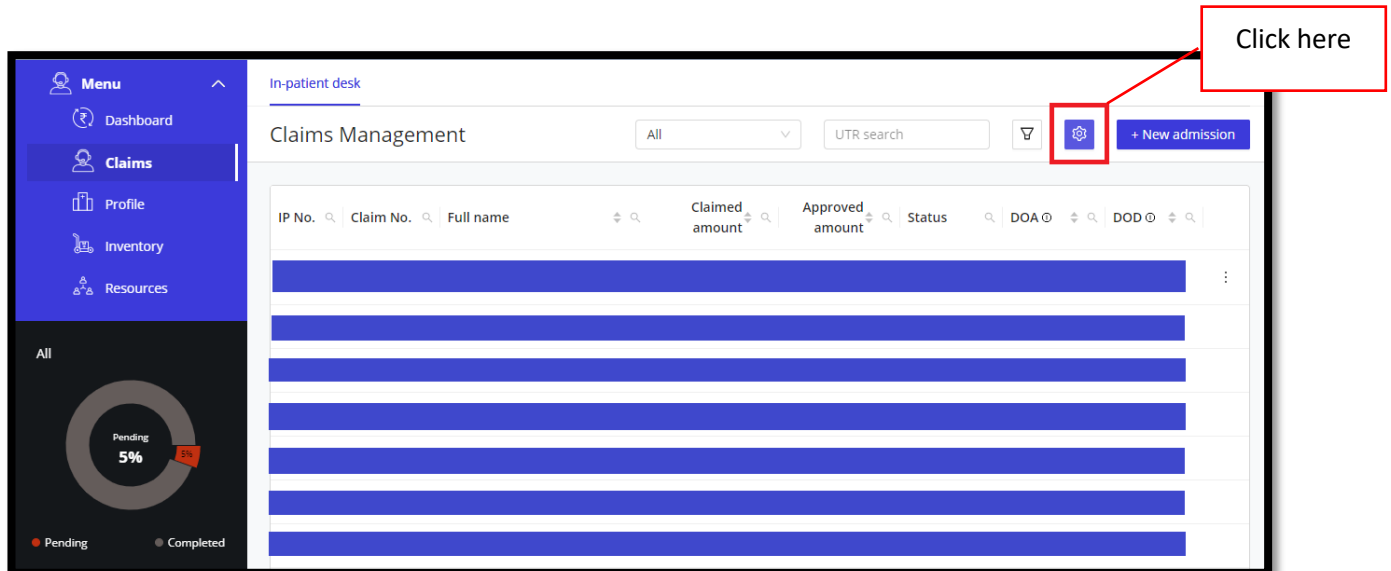 Click here
Menu
Dashboard
Claims
Profile
Inventory
Resources
All
Pending
5%
5%
Pending
Completed
In-patient desk
Claims Management
All
UTR search
+ New admission
IP No.
Claim No.
Full name
Claimed
amount
Approved
amount
Status
DOA
DOD